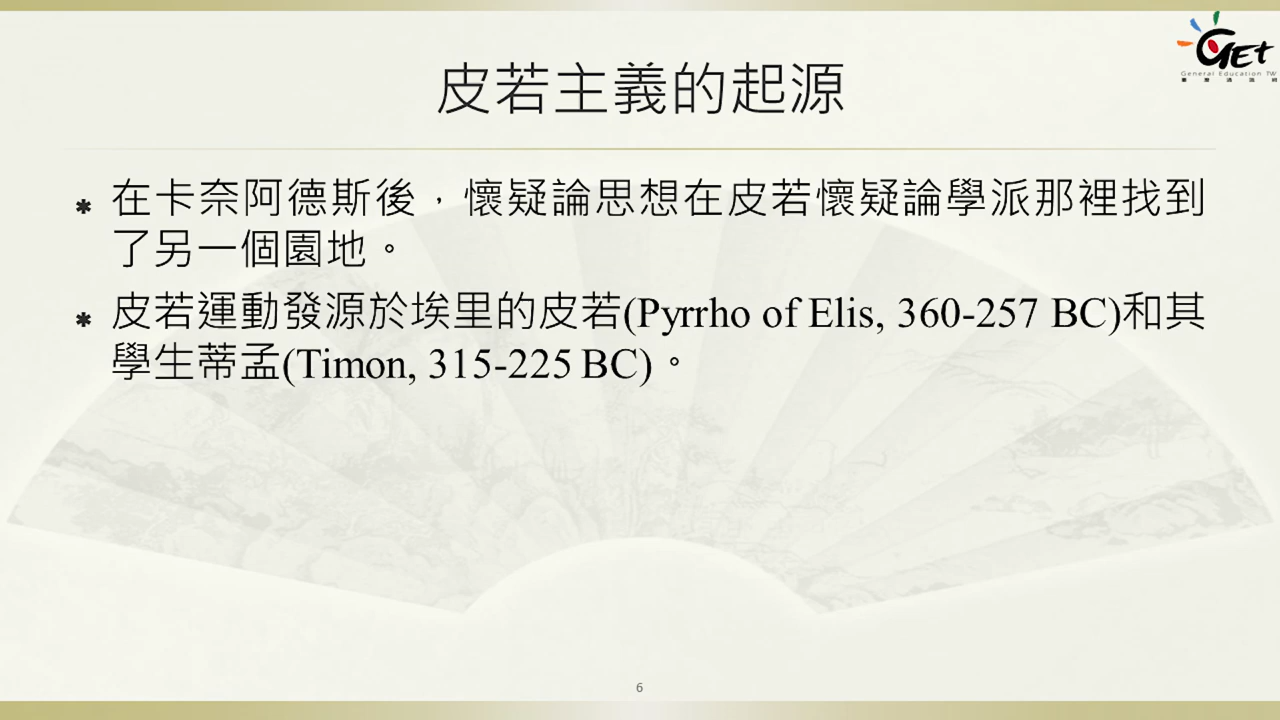 GET
General Education TW
皮若主義的起源
在卡奈阿德斯後，懷疑論思想在皮若懷疑論學派那裡找到
了另一個園地。
皮若運動發源於埃里的皮若(Pyrrho of Elis, 360-257 BC)和其
學生蒂孟(Timon, 315-225 BC)。
6